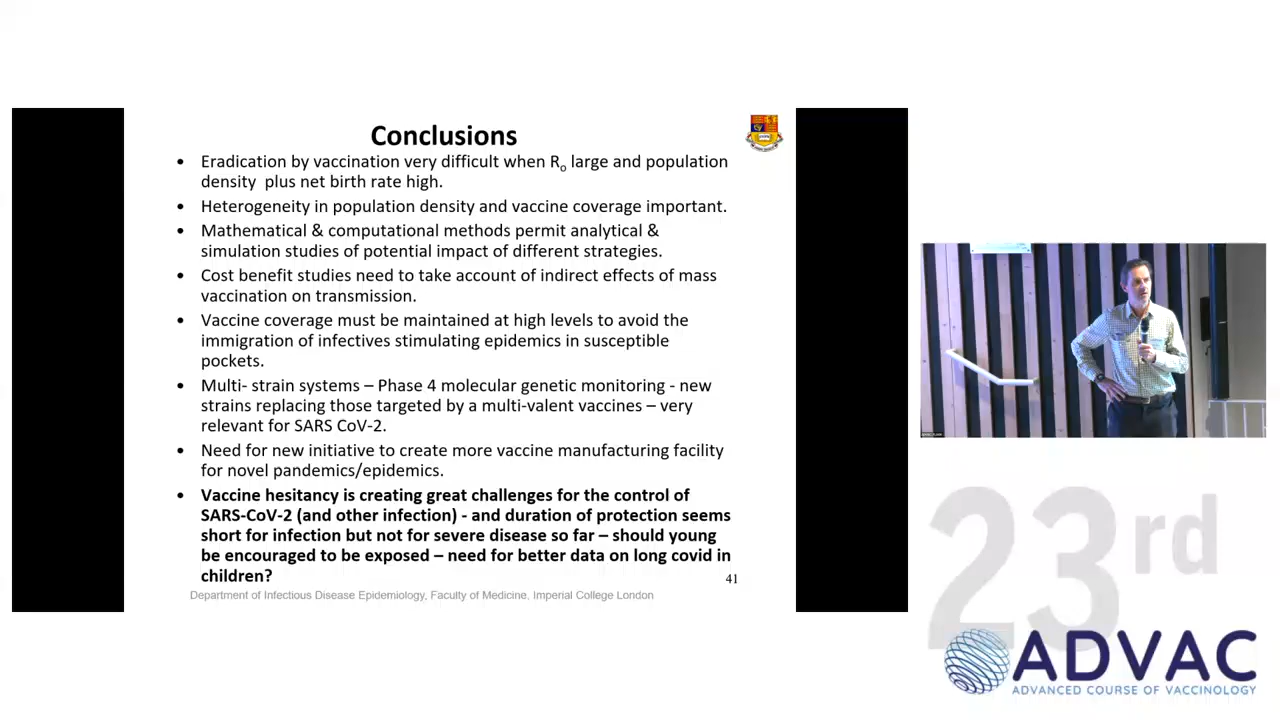 Conclusions
• Eradication by vaccination very difficult when Ro large and population
density plus net birth rate high.
• Heterogeneity in population density and vaccine coverage important.
• Mathematical & computational methods permit analytical &
simulation studies of potential impact of different strategies.
• Cost benefit studies need to take account of indirect effects of mass
vaccination on transmission.
• Vaccine coverage must be maintained at high levels to avoid the
immigration of infectives stimulating epidemics in susceptible
pockets.
• Multi- strain systems – Phase 4 molecular genetic monitoring - new
strains replacing those targeted by a multi-valent vaccines – very
relevant for SARS CoV-2.
• Need for new initiative to create more vaccine manufacturing facility
for novel pandemics/epidemics.
• Vaccine hesitancy is creating great challenges for the control of
SARS-CoV-2 (and other infection) - and duration of protection seems
short for infection but not for severe disease so far – should young
be encouraged to be exposed – need for better data on long covid in
children?
41
Department of Infectious Disease Epidemiology, Faculty of Medicine, Imperial College London
23rd
ADVAC
ADVANCED COURSE OF VACCINOLOGY